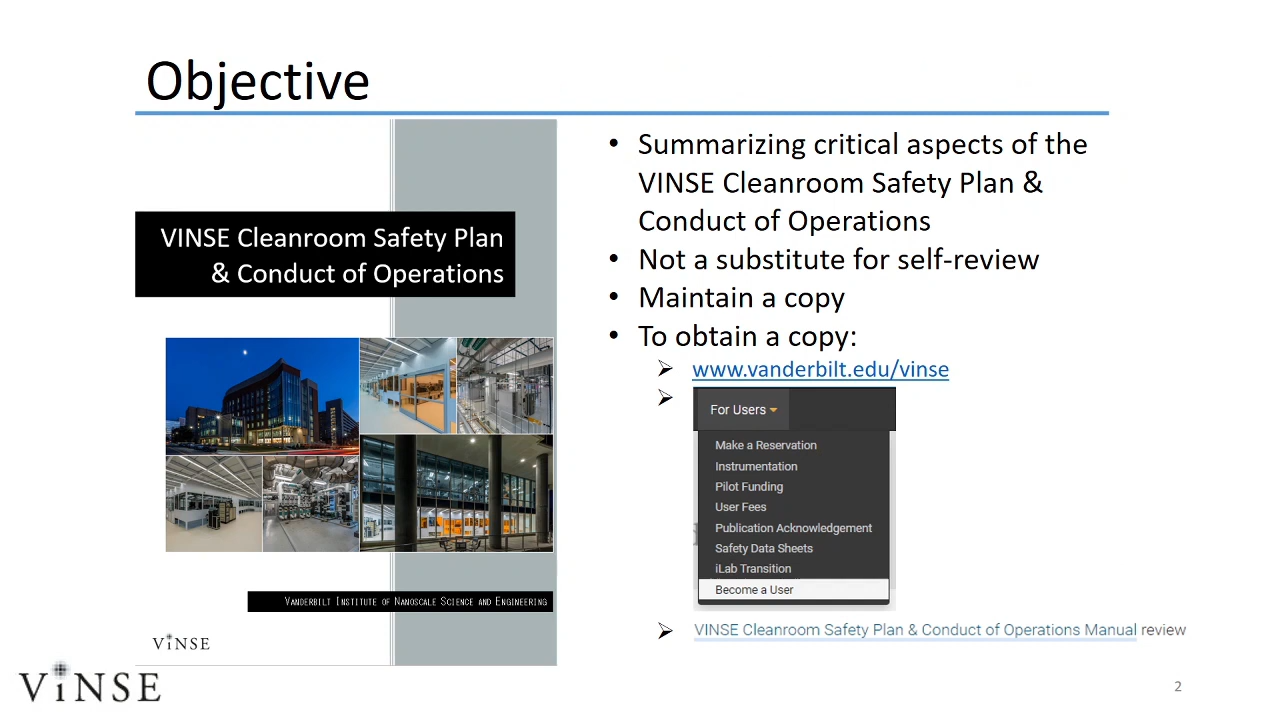 Objective
VINSE Cleanroom Safety Plan
& Conduct of Operations
VANDERBILT INSTITUTE OF NANOSCALE SCIENCE AND ENGINEERING
ViNSE
• Summarizing critical aspects of the
VINSE Cleanroom Safety Plan &
Conduct of Operations
• Not a substitute for self-review
• Maintain a copy
• To obtain a copy:
➢ www.vanderbilt.edu/vinse
➢ For Users
Make a Reservation
Instrumentation
Pilot Funding
User Fees
Publication Acknowledgement
Safety Data Sheets
iLab Transition
Become a User
➢ VINSE Cleanroom Safety Plan & Conduct of Operations Manual review
ViNSE
2